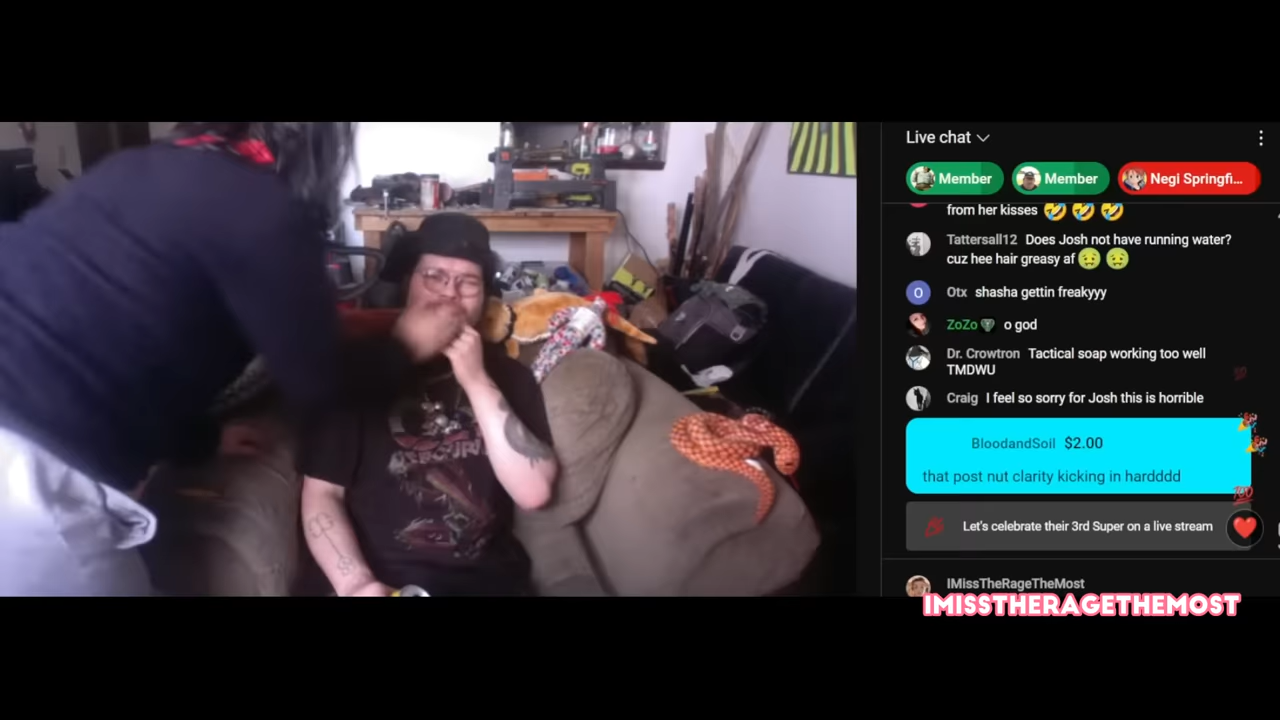 Live chat
Member
Member
Negi Springfi...
from her kisses 🤣 🤣 🤣
Tattersall12 Does Josh not have running water?
cuz hee hair greasy af 🤢 🤢
O
Otx shasha gettin freakyyy
ZoZo o god
Dr. Crowtron Tactical soap working too well
TMDWU
Craig I feel so sorry for Josh this is horrible
BloodandSoil $2.00
that post nut clarity kicking in hardddd
Let's celebrate their 3rd Super on a live stream
IMissTheRageTheMost
IMISSTHERAGETHEMOST